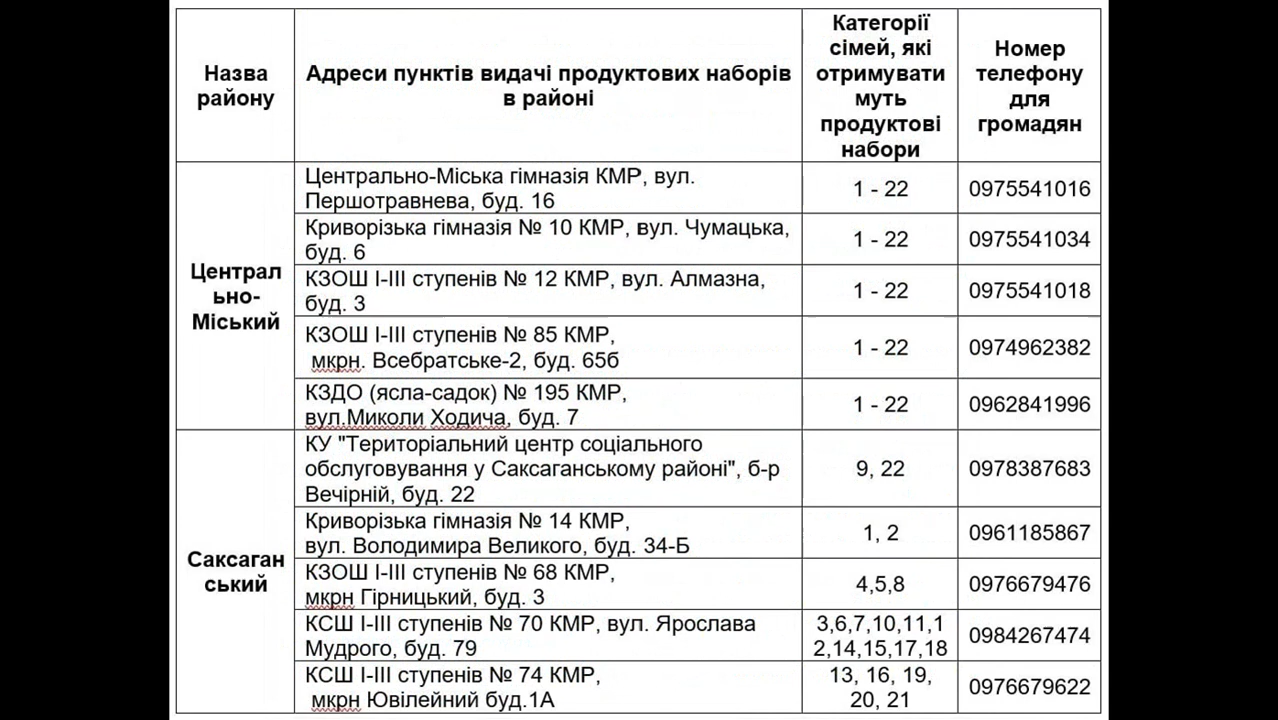 Назва
району
Адреси пунктів видачі продуктових наборів
в районі
Категорії
сімей, які
отримувати
муть
продуктові
набори
Номер
телефону
для
громадян
Централ
ьно-
Міський
Центрально-Міська гімназія КМР, вул.
Першотравнева, буд. 16
1 - 22
0975541016
Криворізька гімназія № 10 КМР, вул. Чумацька,
буд. 6
1 - 22
0975541034
КЗОШ І-ІІІ ступенів № 12 КМР, вул. Алмазна,
буд. 3
1 - 22
0975541018
КЗОШ І-ІІІ ступенів № 85 КМР,
мкрн. Всебратське-2, буд. 65б
1 - 22
0974962382
КЗДО (ясла-садок) № 195 КМР,
вул.Миколи Ходича, буд. 7
1 - 22
0962841996
Саксаган
ський
КУ "Територіальний центр соціального
обслуговування у Саксаганському районі", б-р
Вечірній, буд. 22
9, 22
0978387683
Криворізька гімназія № 14 КМР,
вул. Володимира Великого, буд. 34-Б
1, 2
0961185867
КЗОШ І-ІІІ ступенів № 68 КМР,
мкрн Гірницький, буд. 3
4,5,8
0976679476
КСШ І-ІІІ ступенів № 70 КМР, вул. Ярослава
Мудрого, буд. 79
3,6,7,10,11,1
2,14,15,17,18
0984267474
КСШ І-ІІІ ступенів № 74 КМР,
мкрн Ювілейний буд.1А
13, 16, 19,
20, 21
0976679622